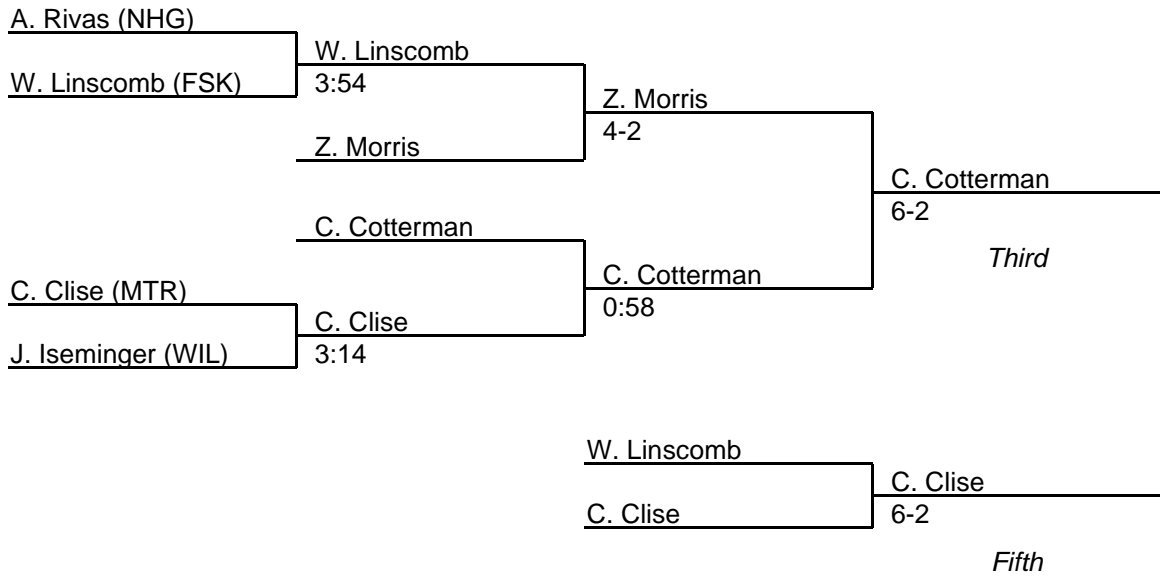 A. Rivas (NHG)
W. Linscomb
W. Linscomb (FSK)
3:54
Z. Morris
4-2
Z. Morris
C. Cotterman
6-2
C. Cotterman
Third
C. Cotterman
C. Clise (MTR)
0:58
C. Clise
J. Iseminger (WIL)
3:14
W. Linscomb
C. Clise
C. Clise
6-2
Fifth